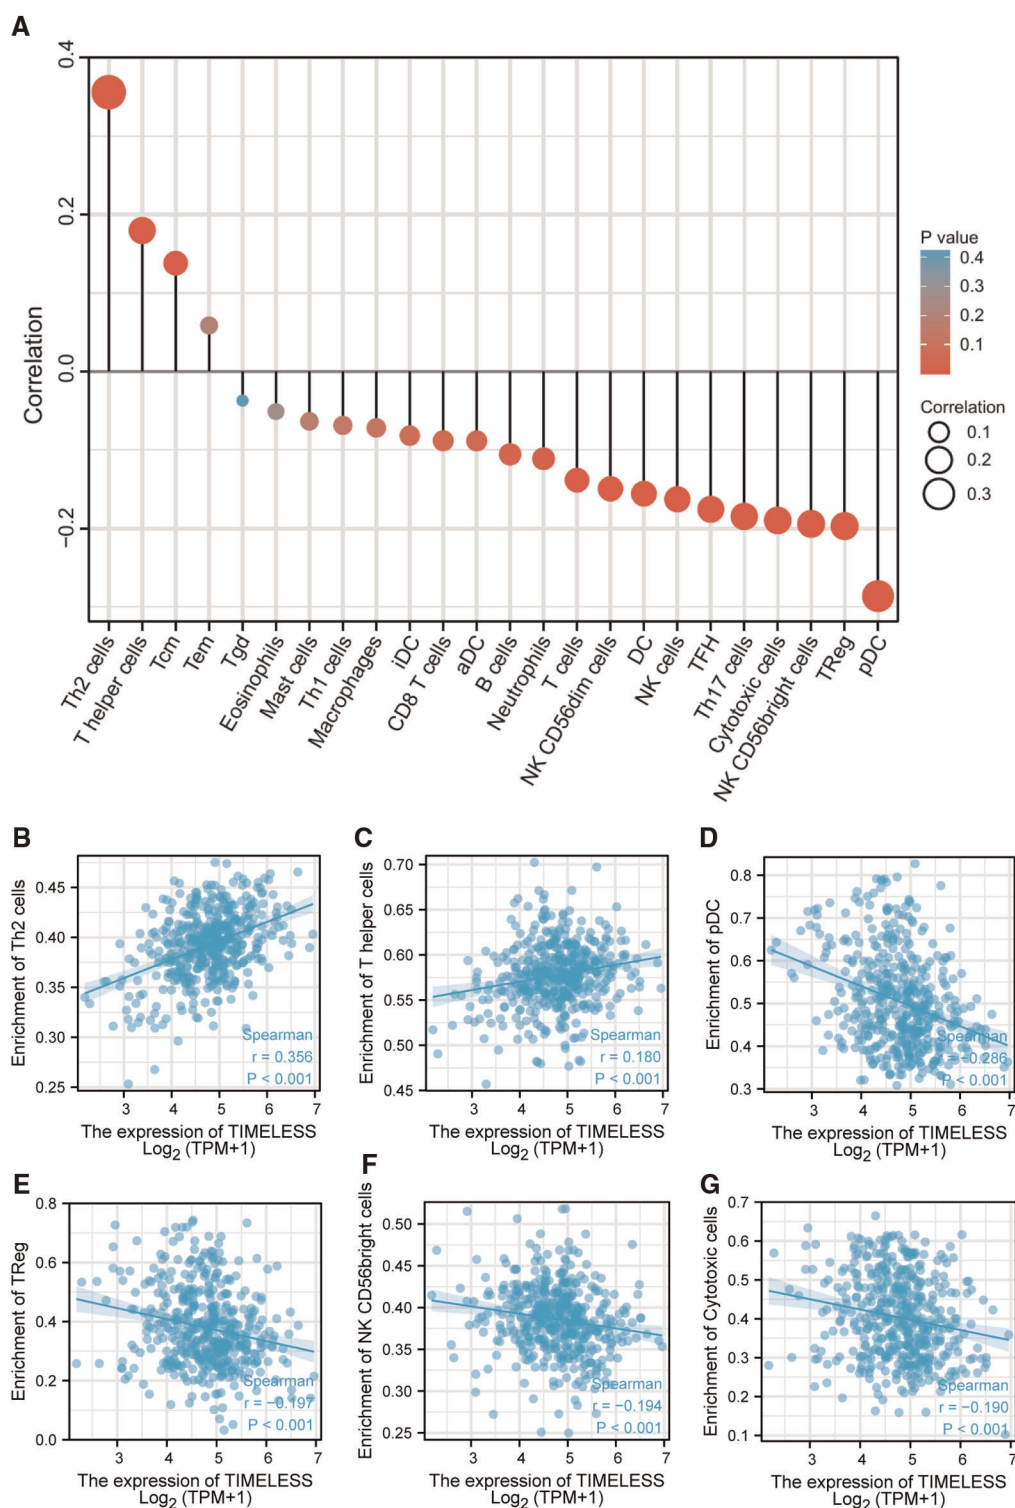 A
Correlation
0.4
0.2
0.0
−0.2
Th2 cells
T helper cells
Tcm
Tem
Tgd
Eosinophils
Mast cells
Th1 cells
Macrophages
iDC
CD8 T cells
aDC
B cells
Neutrophils
T cells
NK CD56dim cells
DC
NK cells
TFH
Th17 cells
Cytotoxic cells
NK CD56bright cells
TReg
pDC
P value
0.4
0.3
0.2
0.1
Correlation
0.1
0.2
0.3
B
Enrichment of Th2 cells
0.45
0.40
0.35
0.30
0.25
Spearman
r = 0.356
P < 0.001
3 4 5 6 7
The expression of TIMELESS
Log2 (TPM+1)
C
Enrichment of T helper cells
0.70
0.65
0.60
0.55
0.50
0.45
Spearman
r = 0.180
P < 0.001
3 4 5 6 7
The expression of TIMELESS
Log2 (TPM+1)
D
Enrichment of pDC
0.8
0.7
0.6
0.5
0.4
0.3
Spearman
r = −0.286
P < 0.001
3 4 5 6 7
The expression of TIMELESS
Log2 (TPM+1)
E
Enrichment of TReg
0.8
0.6
0.4
0.2
0.0
Spearman
r = −0.197
P < 0.001
3 4 5 6 7
The expression of TIMELESS
Log2 (TPM+1)
F
Enrichment of NK CD56bright cells
0.50
0.45
0.40
0.35
0.30
0.25
Spearman
r = −0.194
P < 0.001
3 4 5 6 7
The expression of TIMELESS
Log2 (TPM+1)
G
Enrichment of Cytotoxic cells
0.7
0.6
0.5
0.4
0.3
0.2
0.1
Spearman
r = −0.190
P < 0.001
3 4 5 6 7
The expression of TIMELESS
Log2 (TPM+1)